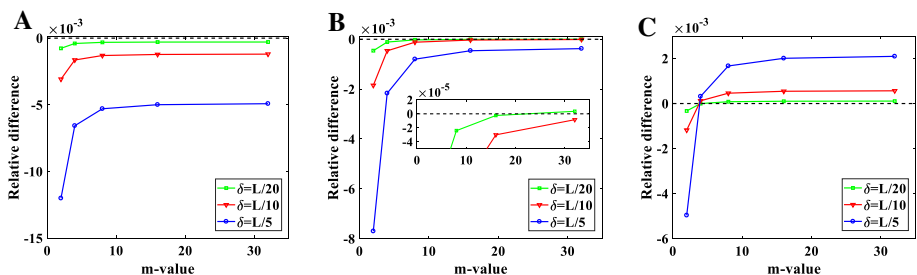 A
×10⁻³
0
-5
-10
-15
Relative difference
0 10 20 30
m-value
δ=L/20
δ=L/10
δ=L/5
B
×10⁻³
0
-2
-4
-6
-8
Relative difference
0 10 20 30
m-value
×10⁻⁵
2
0
-2
-4
0 10 20 30
δ=L/20
δ=L/10
δ=L/5
C
×10⁻³
2
0
-2
-4
-6
Relative difference
0 10 20 30
m-value
δ=L/20
δ=L/10
δ=L/5